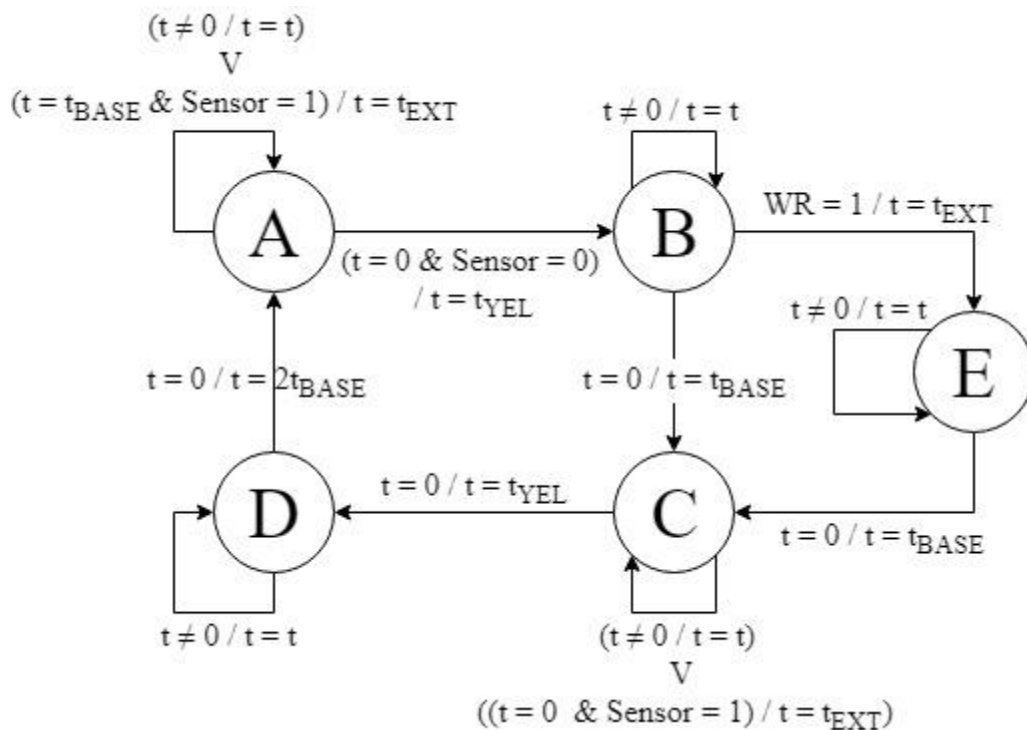 (t ≠ 0 / t = t)
V
(t = tBASE & Sensor = 1) / t = tEXT
t ≠ 0 / t = t
A
B
WR = 1 / t = tEXT
(t = 0 & Sensor = 0)
/ t = tYEL
t ≠ 0 / t = t
E
t = 0 / t = 2tBASE
t = 0 / t = tBASE
D
t = 0 / t = tYEL
C
t = 0 / t = tBASE
t ≠ 0 / t = t
(t ≠ 0 / t = t)
V
((t = 0 & Sensor = 1) / t = tEXT)